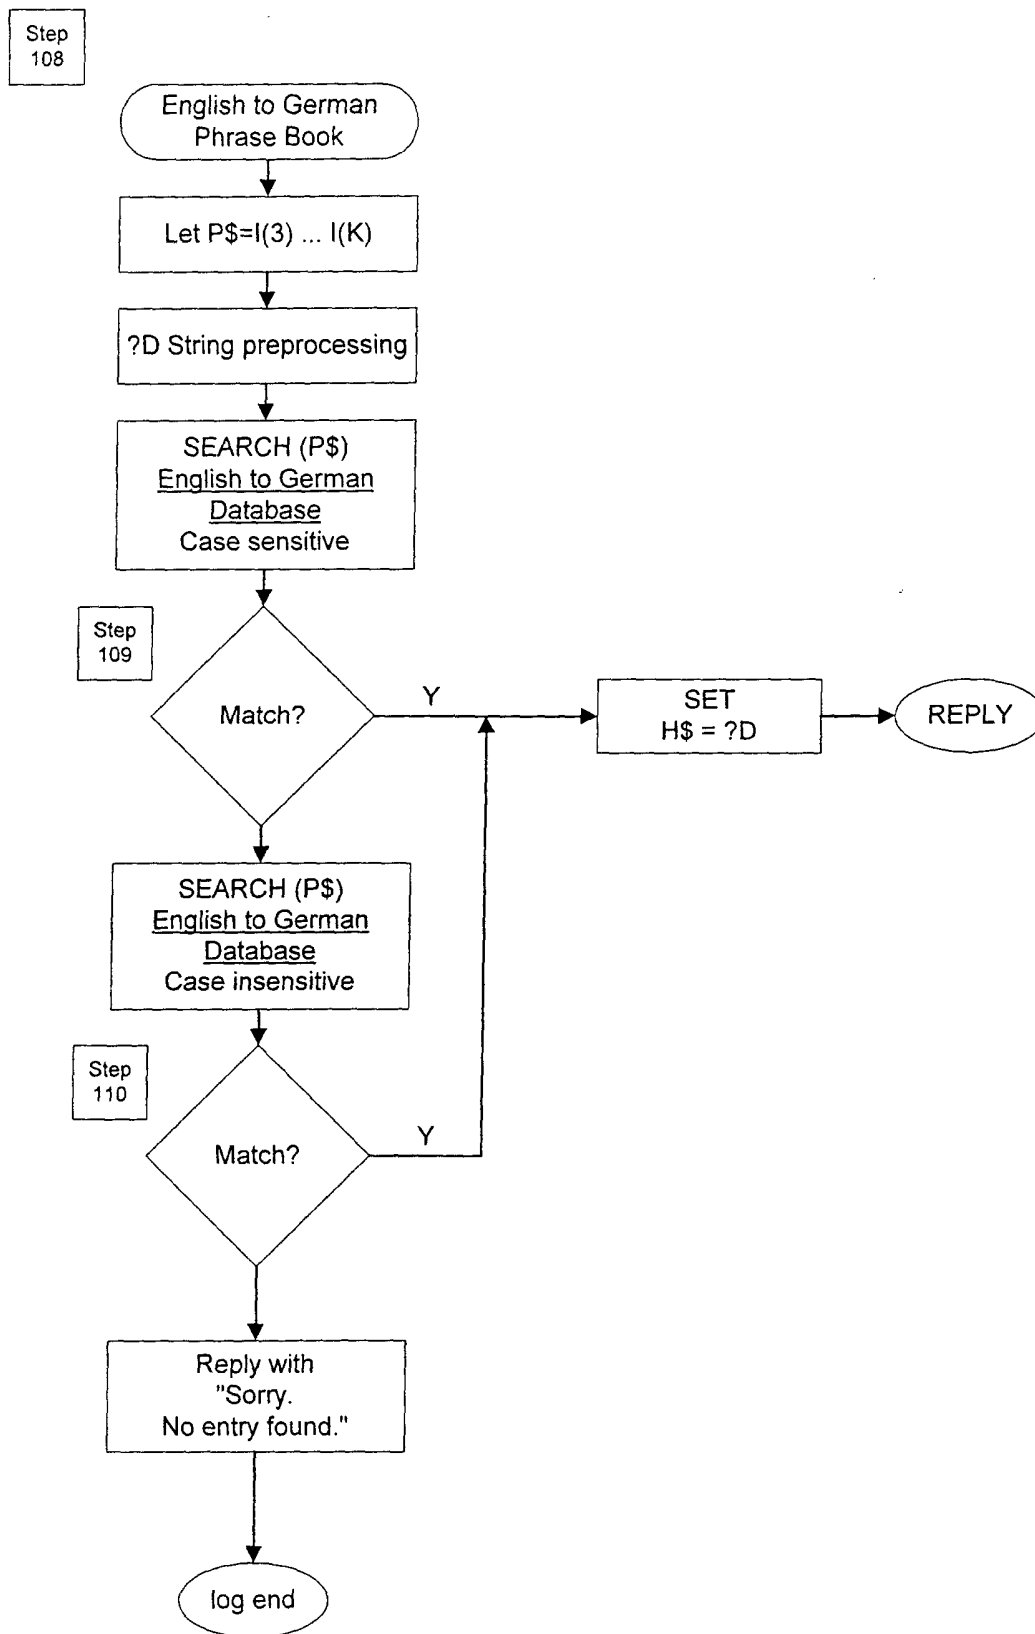 Step
108
English to German
Phrase Book
Let P$=I(3) ... I(K)
?D String preprocessing
SEARCH (P$)
English to German
Database
Case sensitive
Step
109
Match?
Y
SET
H$ = ?D
REPLY
SEARCH (P$)
English to German
Database
Case insensitive
Step
110
Match?
Y
Reply with
"Sorry.
No entry found."
log end